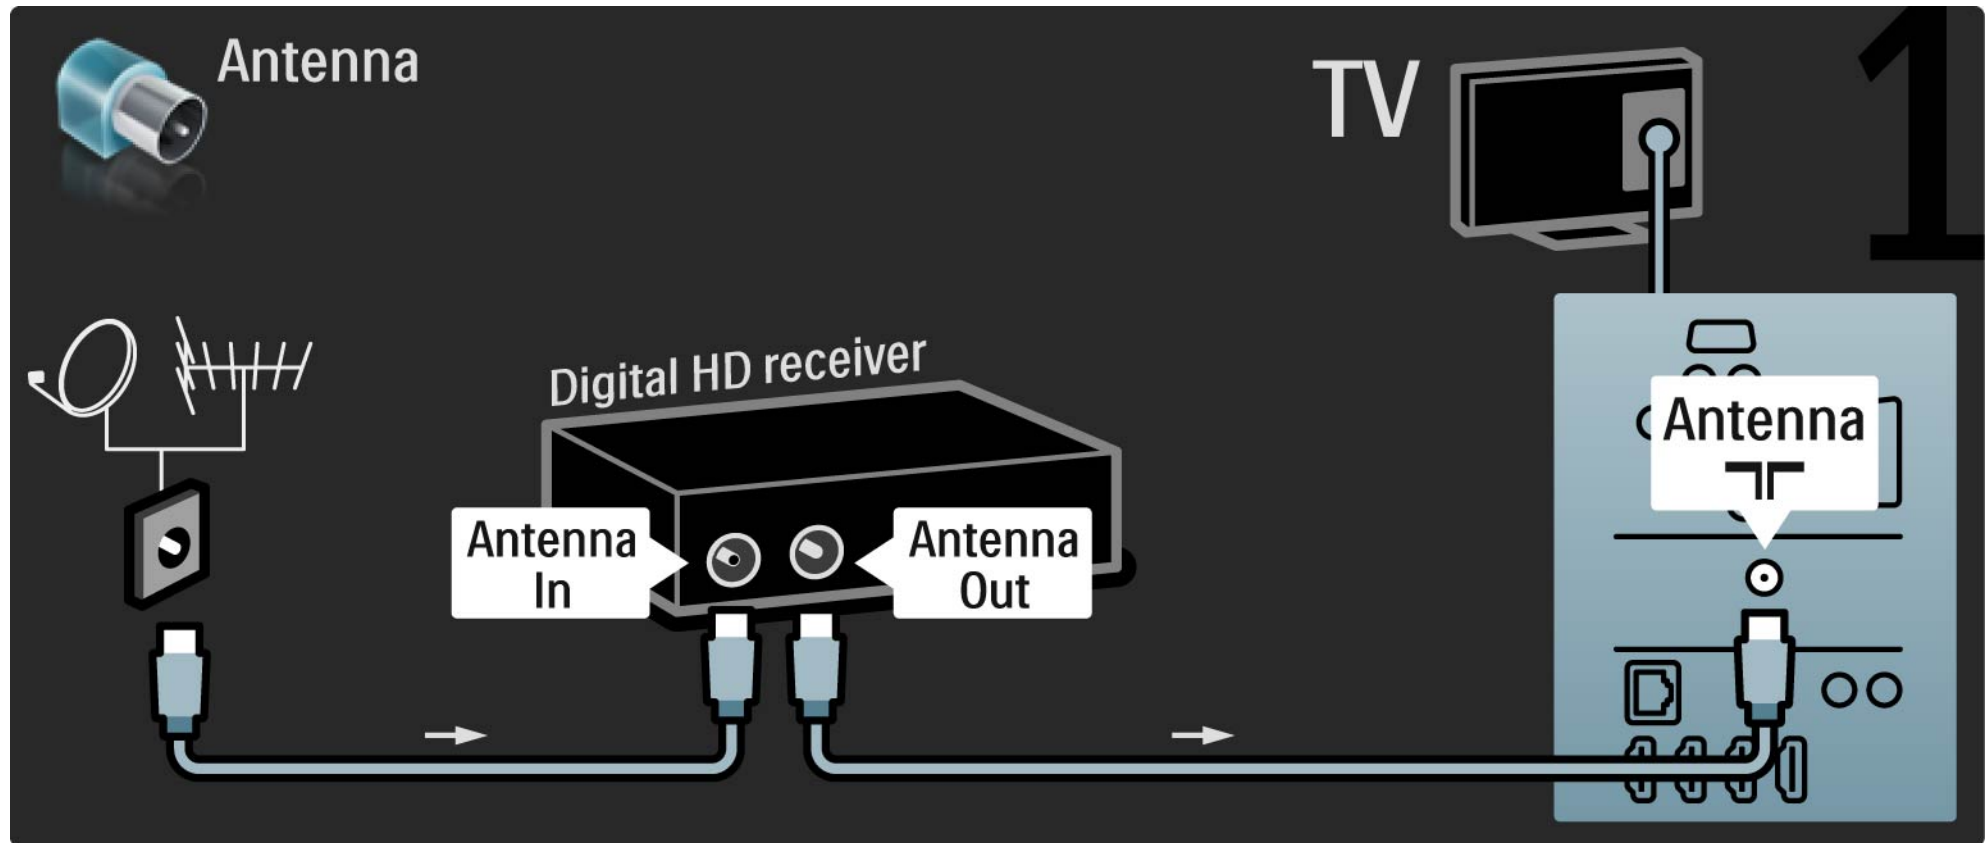 Antenna
TV
1
Digital HD receiver
Antenna
Antenna
In
Antenna
Out